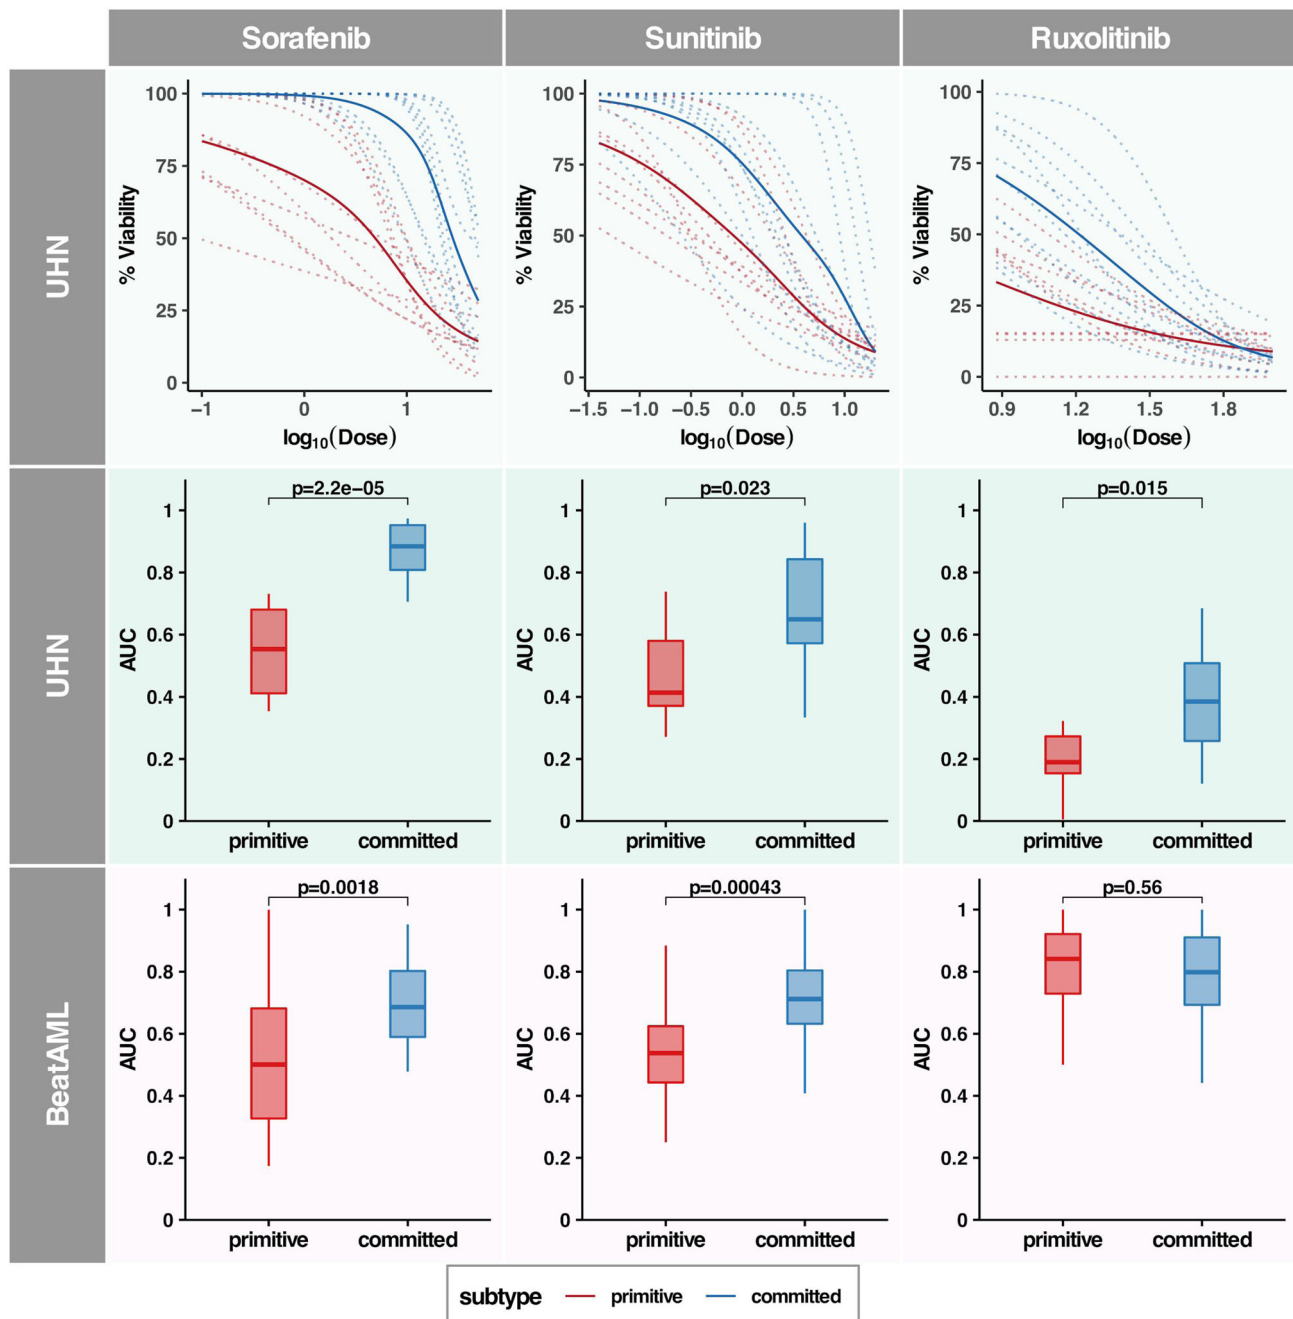 Sorafenib Sunitinib Ruxolitinib
UHN
% Viability
100
75
50
25
0
−1 0 1
log10(Dose)
% Viability
100
75
50
25
0
−1.5 −1.0 −0.5 0.0 0.5 1.0
log10(Dose)
% Viability
100
75
50
25
0
0.9 1.2 1.5 1.8
log10(Dose)
UHN
p=2.2e−05
AUC
1
0.8
0.6
0.4
0.2
0
primitive committed
p=0.023
AUC
1
0.8
0.6
0.4
0.2
0
primitive committed
p=0.015
AUC
1
0.8
0.6
0.4
0.2
0
primitive committed
BeatAML
p=0.0018
AUC
1
0.8
0.6
0.4
0.2
0
primitive committed
p=0.00043
AUC
1
0.8
0.6
0.4
0.2
0
primitive committed
p=0.56
AUC
1
0.8
0.6
0.4
0.2
0
primitive committed
subtype primitive committed